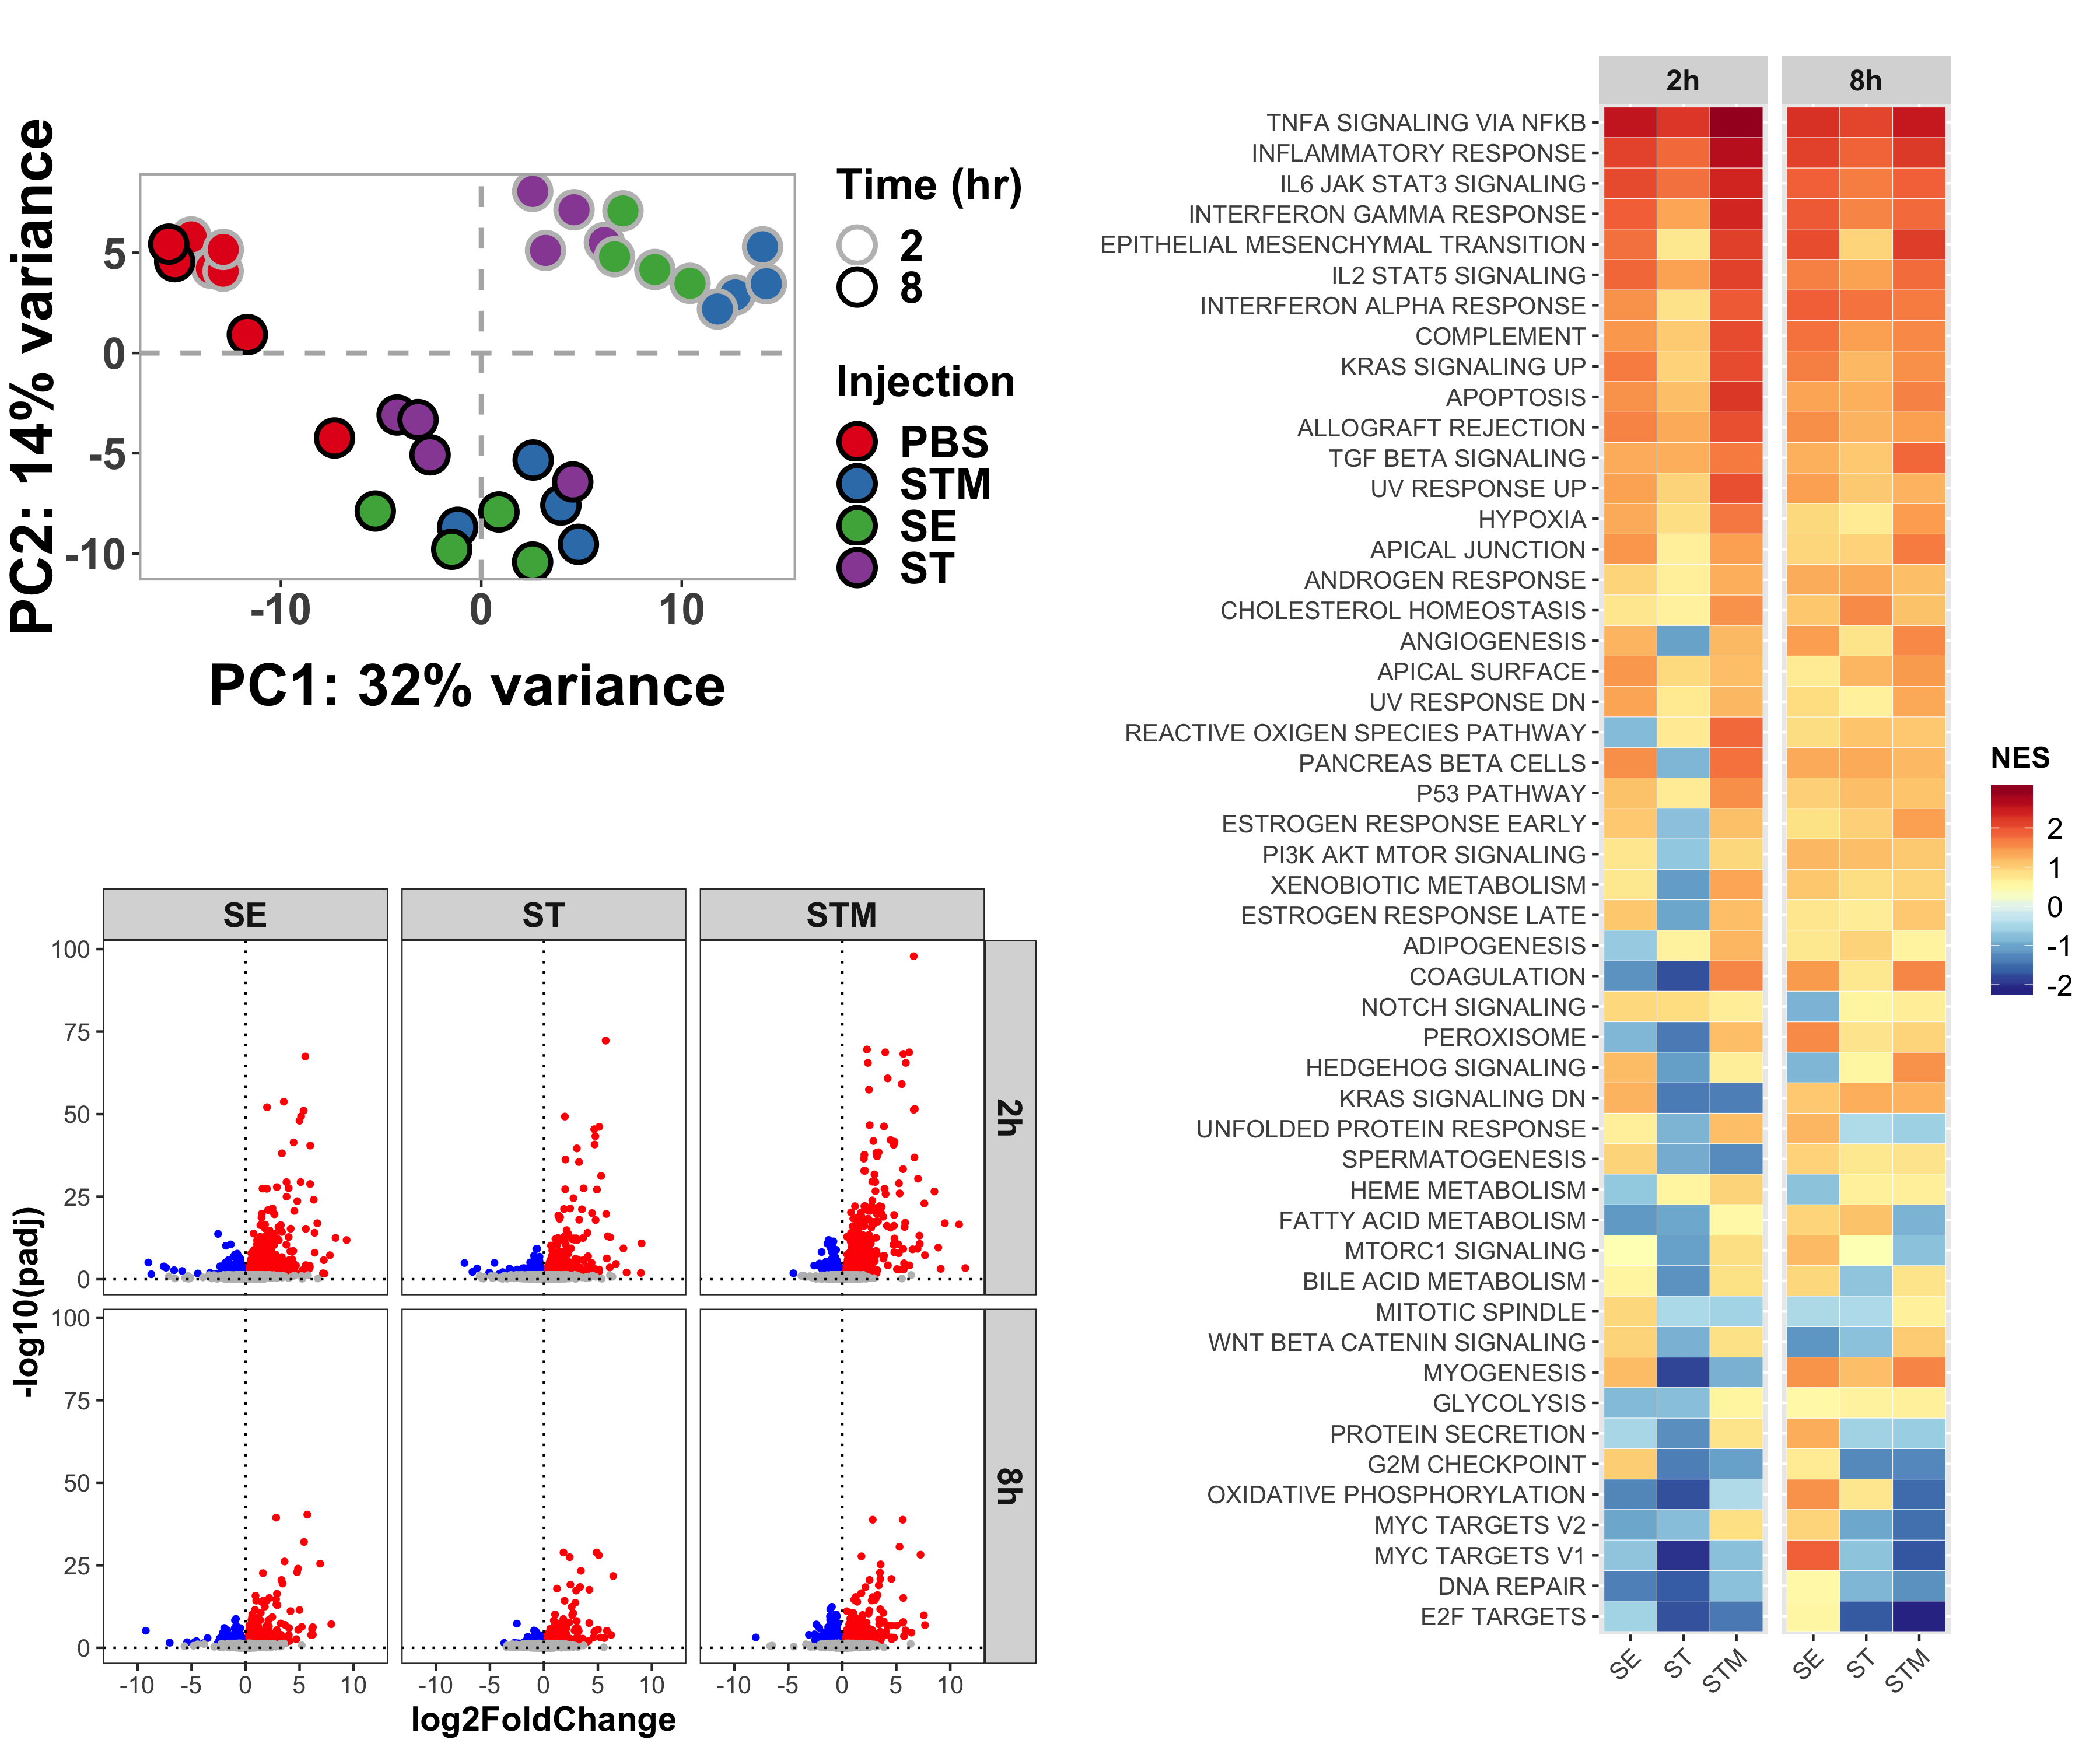 PC2: 14% variance
5
0
-5
-10
-10
0
10
PC1: 32% variance
Time (hr)
2
8
Injection
PBS
STM
SE
ST
SE
ST
STM
2h
8h
-log10(padj)
100
75
50
25
0
100
75
50
25
0
-10
-5
0
5
10
-10
-5
0
5
10
-10
-5
0
5
10
log2FoldChange
2h
8h
TNFA SIGNALING VIA NFKB
INFLAMMATORY RESPONSE
IL6 JAK STAT3 SIGNALING
INTERFERON GAMMA RESPONSE
EPITHELIAL MESENCHYMAL TRANSITION
IL2 STAT5 SIGNALING
INTERFERON ALPHA RESPONSE
COMPLEMENT
KRAS SIGNALING UP
APOPTOSIS
ALLOGRAFT REJECTION
TGF BETA SIGNALING
UV RESPONSE UP
HYPOXIA
APICAL JUNCTION
ANDROGEN RESPONSE
CHOLESTEROL HOMEOSTASIS
ANGIOGENESIS
APICAL SURFACE
UV RESPONSE DN
REACTIVE OXIGEN SPECIES PATHWAY
PANCREAS BETA CELLS
P53 PATHWAY
ESTROGEN RESPONSE EARLY
PI3K AKT MTOR SIGNALING
XENOBIOTIC METABOLISM
ESTROGEN RESPONSE LATE
ADIPOGENESIS
COAGULATION
NOTCH SIGNALING
PEROXISOME
HEDGEHOG SIGNALING
KRAS SIGNALING DN
UNFOLDED PROTEIN RESPONSE
SPERMATOGENESIS
HEME METABOLISM
FATTY ACID METABOLISM
MTORC1 SIGNALING
BILE ACID METABOLISM
MITOTIC SPINDLE
WNT BETA CATENIN SIGNALING
MYOGENESIS
GLYCOLYSIS
PROTEIN SECRETION
G2M CHECKPOINT
OXIDATIVE PHOSPHORYLATION
MYC TARGETS V2
MYC TARGETS V1
DNA REPAIR
E2F TARGETS
SE
ST
STM
SE
ST
STM
NES
2
1
0
-1
-2